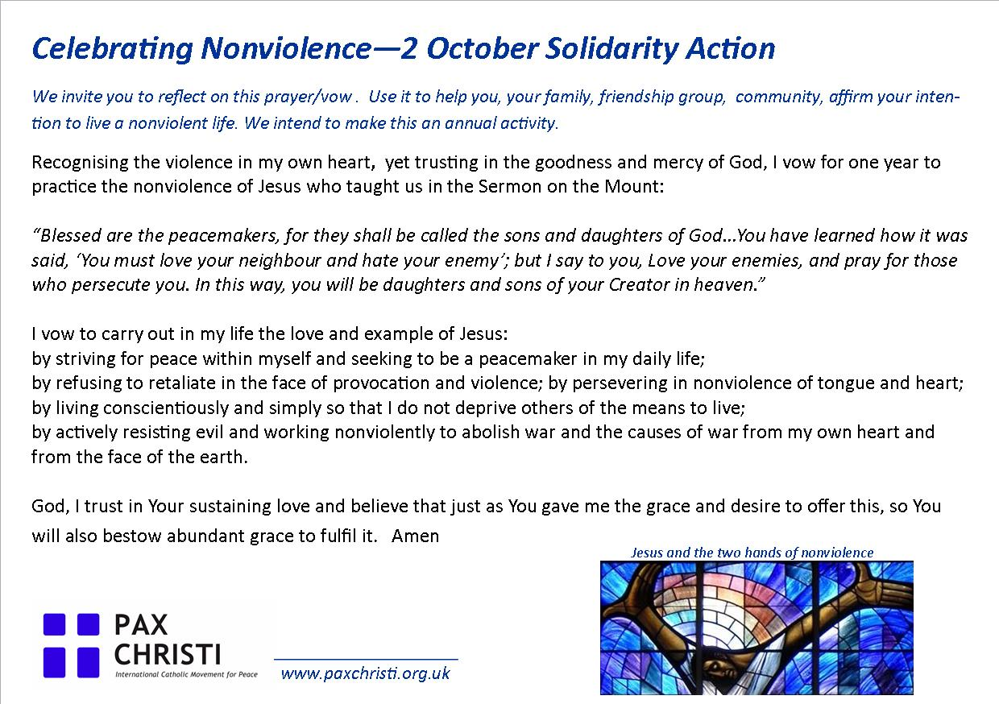 Celebrating Nonviolence—2 October Solidarity Action
We invite you to reflect on this prayer/vow .  Use it to help you, your family, friendship group,  community, affirm your inten-
tion to live a nonviolent life. We intend to make this an annual activity.
Recognising the violence in my own heart,  yet trusting in the goodness and mercy of God, I vow for one year to
practice the nonviolence of Jesus who taught us in the Sermon on the Mount:
“Blessed are the peacemakers, for they shall be called the sons and daughters of God…You have learned how it was
said, ‘You must love your neighbour and hate your enemy’; but I say to you, Love your enemies, and pray for those
who persecute you. In this way, you will be daughters and sons of your Creator in heaven.”
I vow to carry out in my life the love and example of Jesus:
by striving for peace within myself and seeking to be a peacemaker in my daily life;
by refusing to retaliate in the face of provocation and violence; by persevering in nonviolence of tongue and heart;
by living conscientiously and simply so that I do not deprive others of the means to live;
by actively resisting evil and working nonviolently to abolish war and the causes of war from my own heart and
from the face of the earth.
God, I trust in Your sustaining love and believe that just as You gave me the grace and desire to offer this, so You
will also bestow abundant grace to fulfil it.   Amen
Jesus and the two hands of nonviolence
PAX
CHRISTI
International Catholic Movement for Peace
www.paxchristi.org.uk